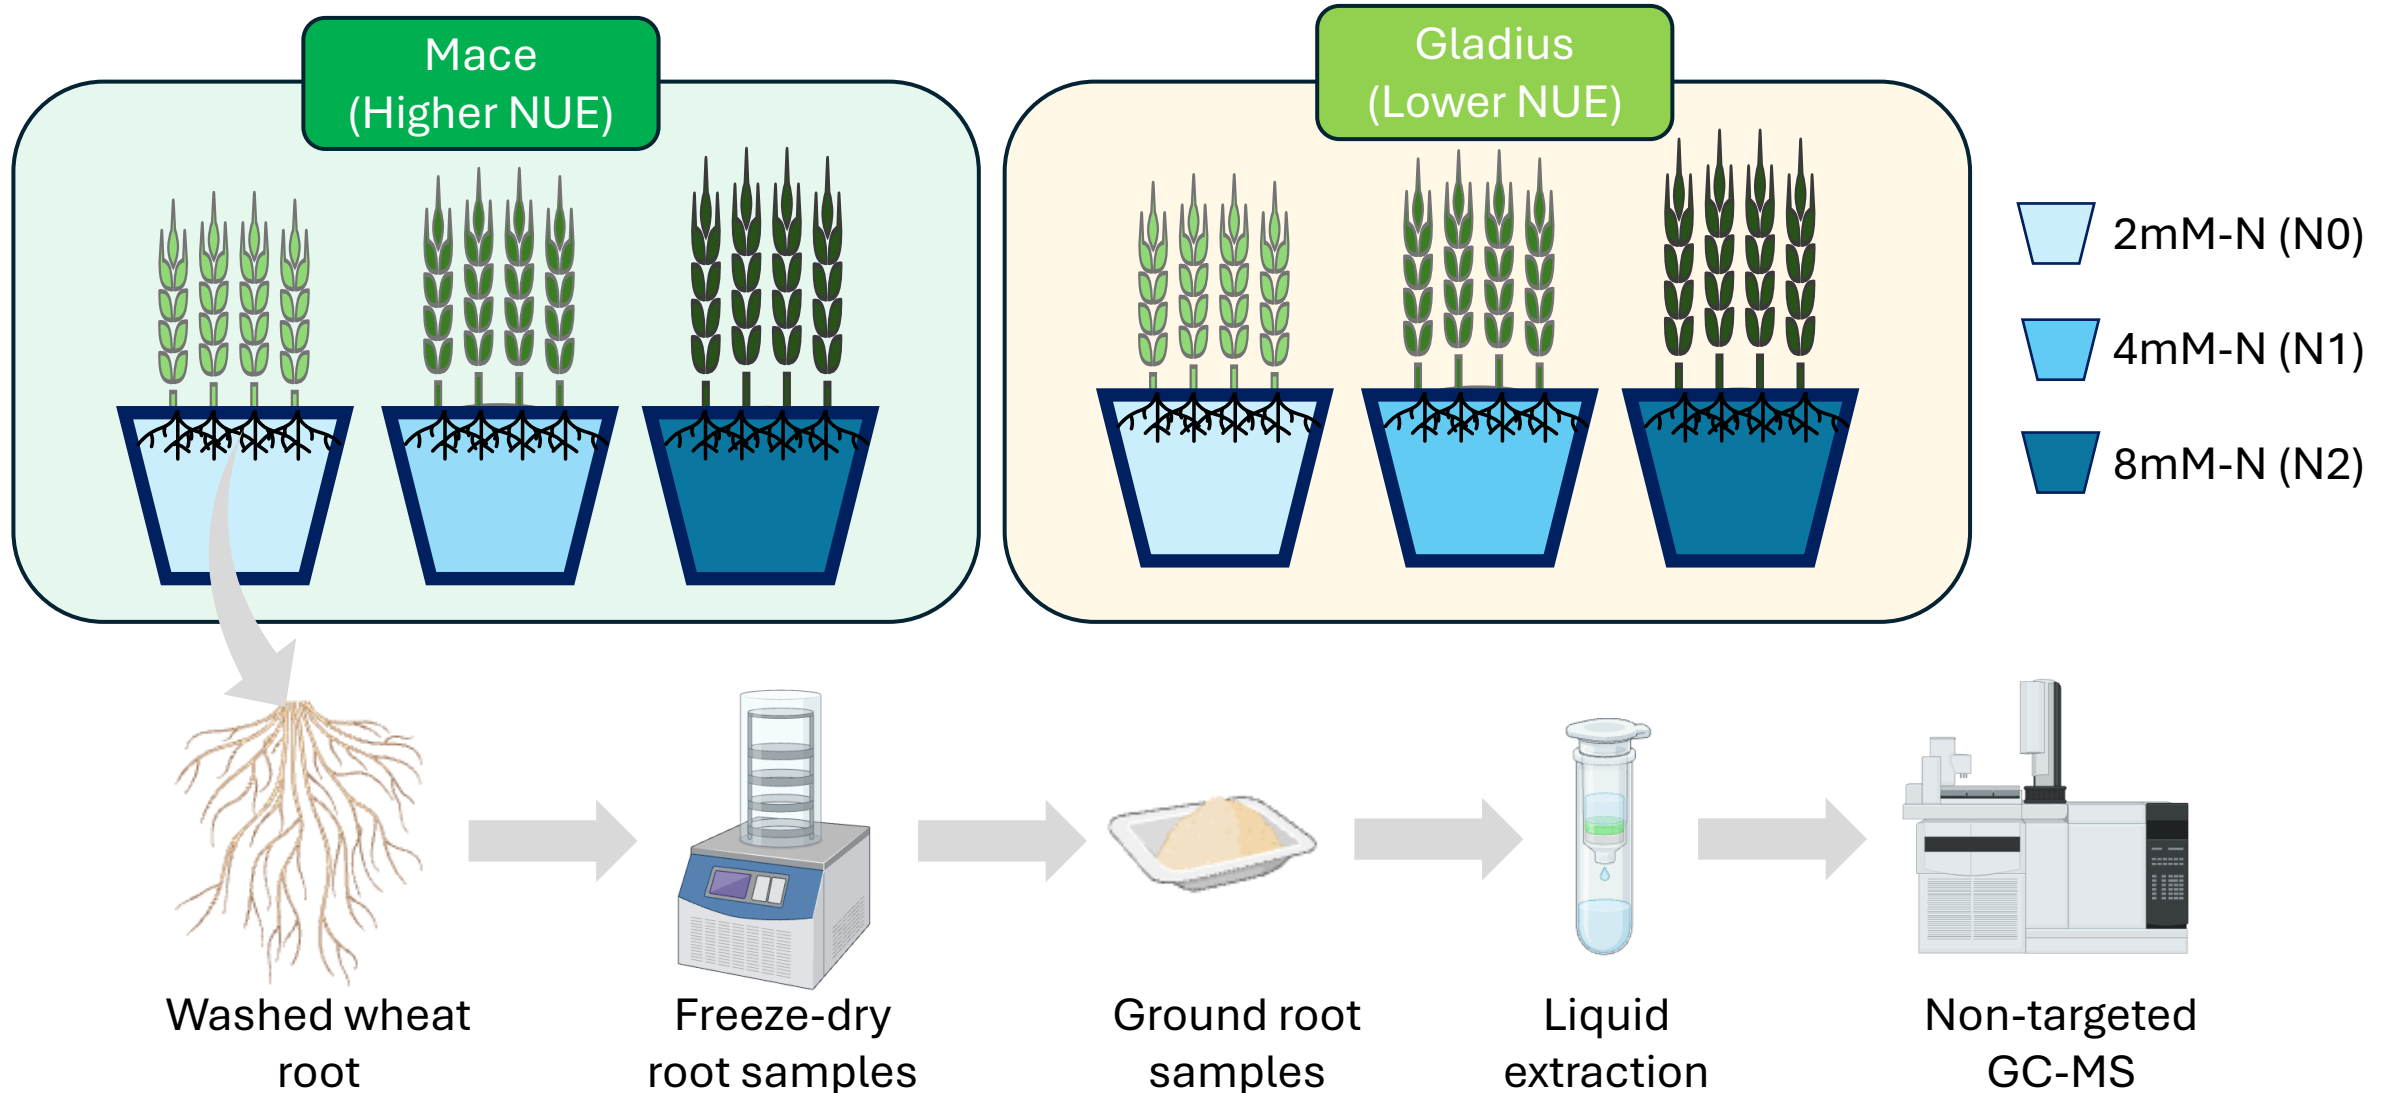 Mace
(Higher NUE)
Gladius
(Lower NUE)
2mM-N (N0)
4mM-N (N1)
8mM-N (N2)
Washed wheat
root
Freeze-dry
root samples
Ground root
samples
Liquid
extraction
Non-targeted
GC-MS